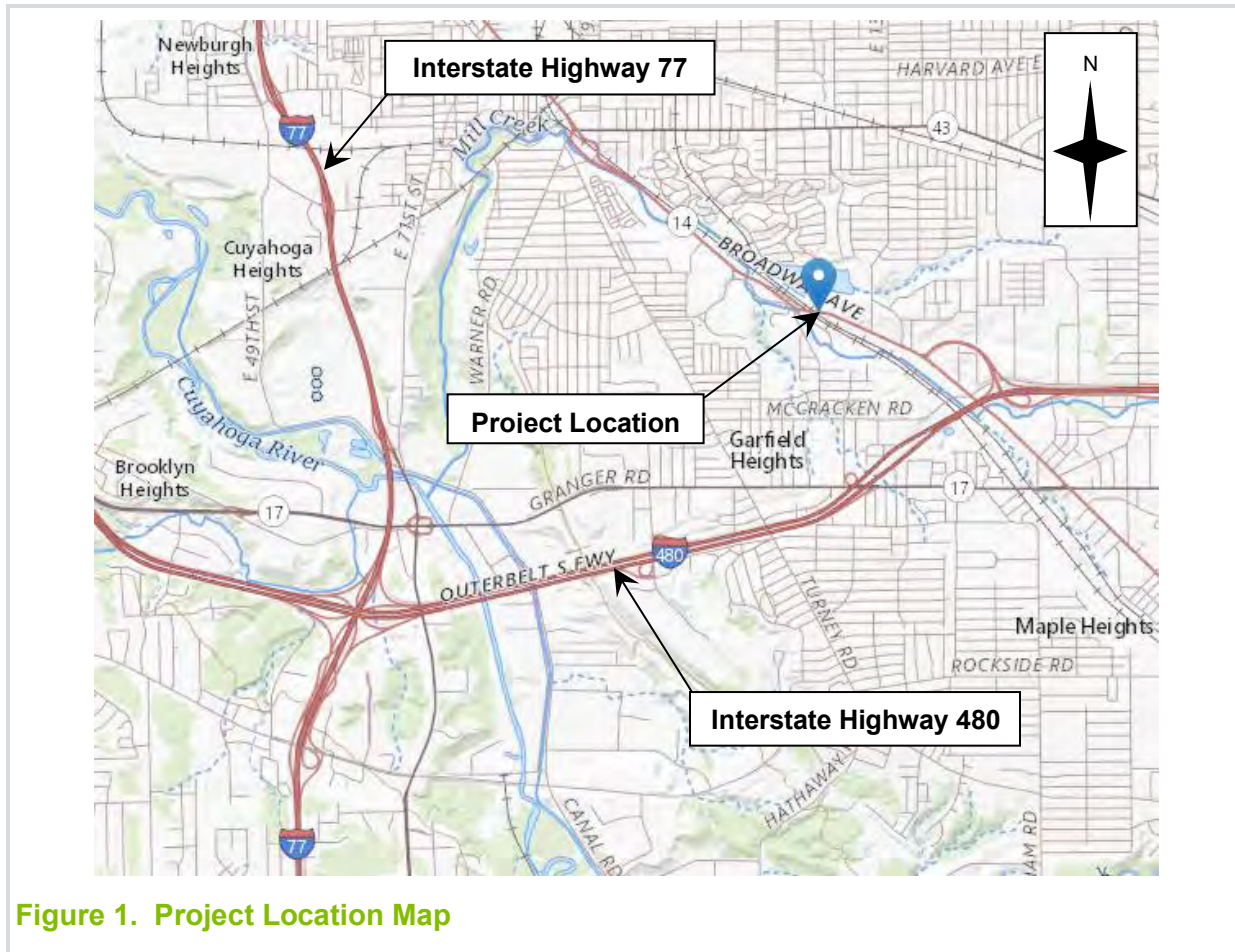 Newburgh
Heights
Interstate Highway 77
N
HARVARD AVE E
77
43
Mill Creek
E 71ST ST
14
BROADWAY AVE
Cuyahoga
Heights
E 49TH ST
WARNER RD
Project Location
MCCRACKEN RD
Garfield
Heights
Cuyahoga River
Brooklyn
Heights
GRANGER RD
17
17
480
OUTERBELT S FWY
TURNEY RD
Maple Heights
ROCKSIDE RD
Interstate Highway 480
HATHAWAY
CANAL RD
77
HAM RD
Figure 1. Project Location Map